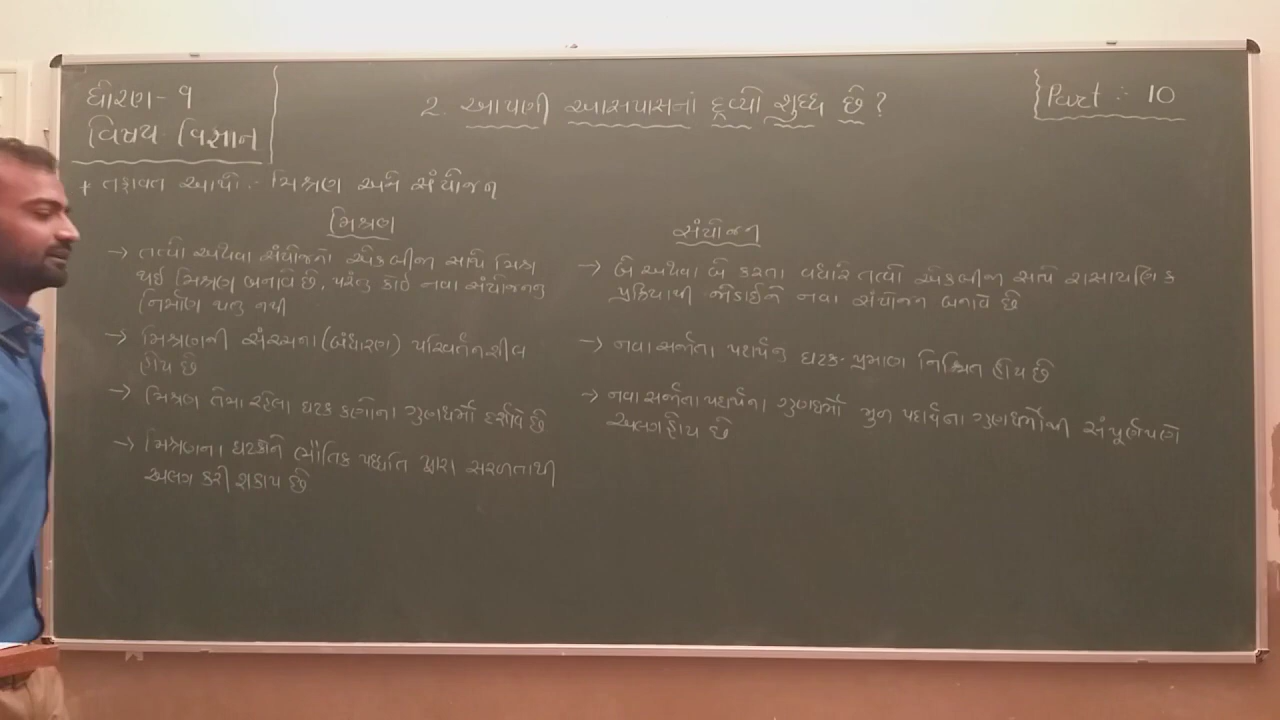 ધોરણ - ૧
વિષય વિજ્ઞાન
2. આપણી આસપાસનાં દ્રવ્યો શુદ્ધ છે ?
Part :- 10
* તફાવત આપો :- મિશ્રણ અને સંયોજન
મિશ્રણ
→ તત્વો અથવા સંયોજનો એકબીજા સાથે મિશ્ર
થઈ મિશ્રણ બનાવે છે. પરંતુ કોઈ નવા સંયોજનનુ
નિર્માણ થતુ નથી
→ મિશ્રણની સંરચના (બંધારણ) પરિવર્તનશીલ
હોય છે
→ મિશ્રણ તેમા રહેલા ઘટક કણોના ગુણધર્મો દર્શાવે છે
→ મિશ્રણના ઘટકોને ભૌતિક પધ્ધતિ દ્વારા સરળતાથી
અલગ કરી શકાય છે
સંયોજન
→ બે અથવા બે કરતા વધારે તત્વો એકબીજા સાથે રાસાયણિક
પ્રક્રિયાથી જોડાઈને નવા સંયોજન બનાવે છે
→ નવા સર્જાતા પદાર્થનુ ઘટક-પ્રમાણ નિશ્ચિત હોય છે
→ નવા સર્જાતા પદાર્થના ગુણધર્મો મુળ પદાર્થના ગુણધર્મોથી સંપૂર્ણપણે
અલગ હોય છે